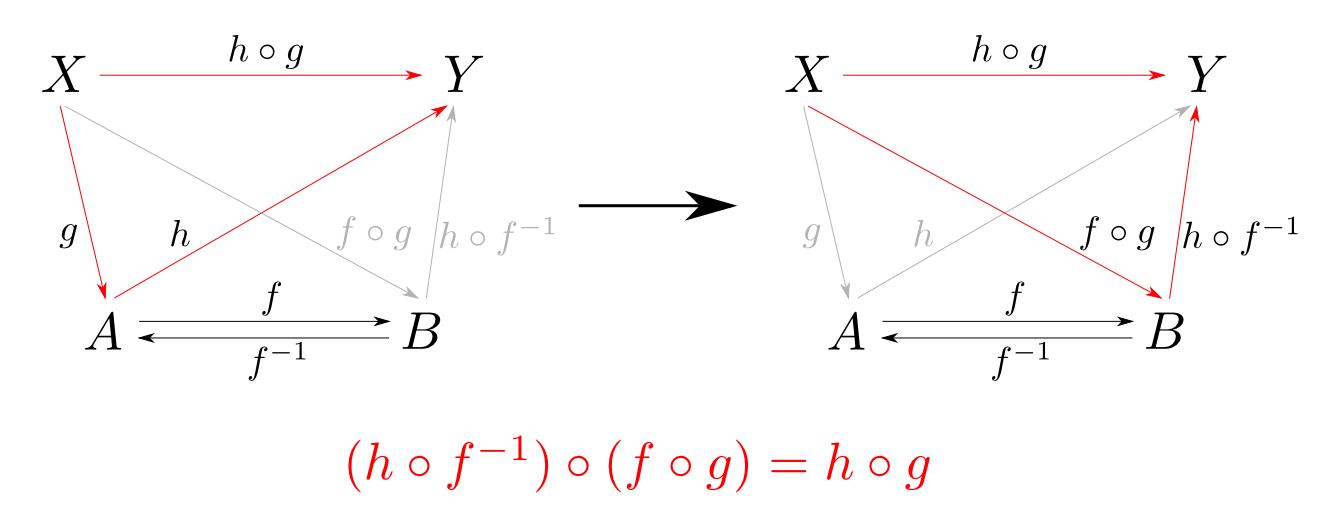 h ∘ g h ∘ g
X Y X Y
g h f ∘ g h ∘ f⁻¹ g h f ∘ g h ∘ f⁻¹
f f
A B A B
f⁻¹ f⁻¹
(h ∘ f⁻¹) ∘ (f ∘ g) = h ∘ g